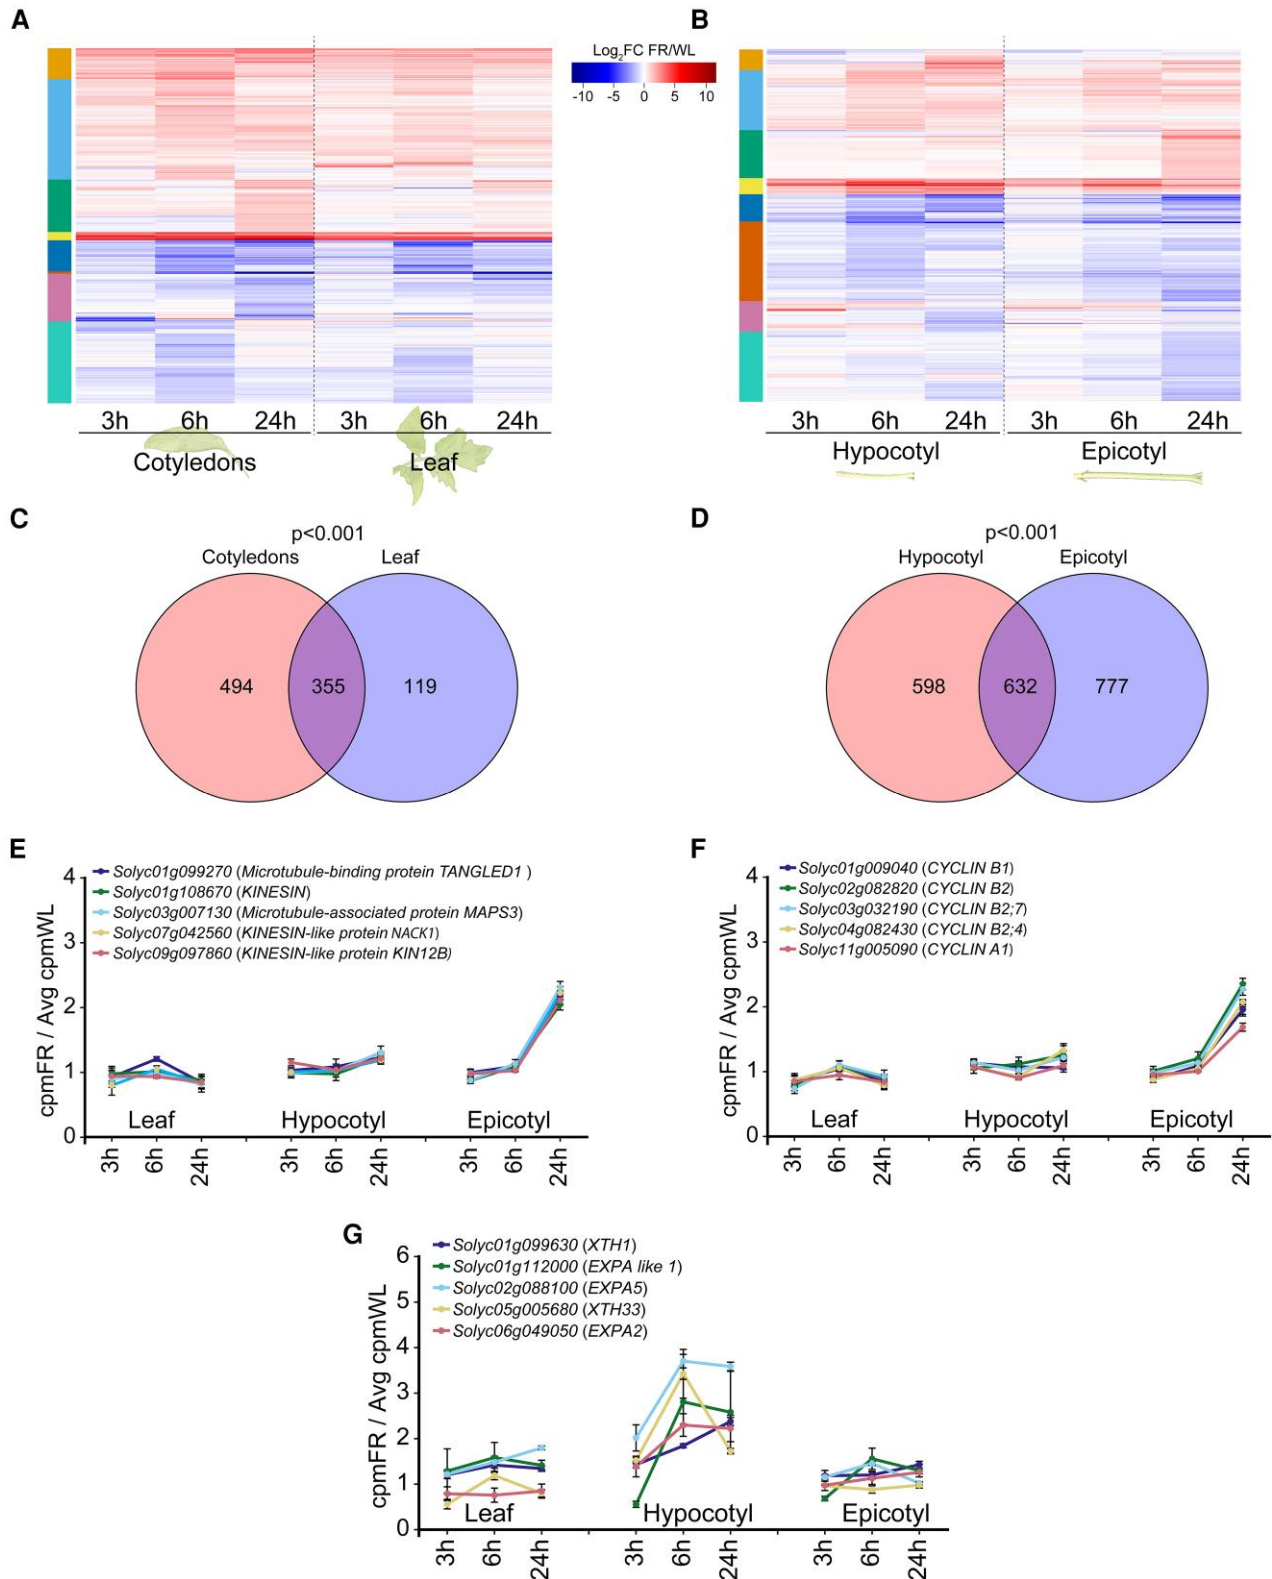 A
B
Log2FC FR/WL
-10 -5 0 5 10
3h 6h 24h 3h 6h 24h
Cotyledons Leaf
3h 6h 24h 3h 6h 24h
Hypocotyl Epicotyl
C
p<0.001
Cotyledons Leaf
494 355 119
D
p<0.001
Hypocotyl Epicotyl
598 632 777
E
Solyc01g099270 (Microtubule-binding protein TANGLED1 )
Solyc01g108670 (KINESIN)
Solyc03g007130 (Microtubule-associated protein MAPS3)
Solyc07g042560 (KINESIN-like protein NACK1)
Solyc09g097860 (KINESIN-like protein KIN12B)
cpmFR / Avg cpmWL
4
3
2
1
0
Leaf Hypocotyl Epicotyl
3h 6h 24h 3h 6h 24h 3h 6h 24h
F
Solyc01g009040 (CYCLIN B1)
Solyc02g082820 (CYCLIN B2)
Solyc03g032190 (CYCLIN B2;7)
Solyc04g082430 (CYCLIN B2;4)
Solyc11g005090 (CYCLIN A1)
cpmFR / Avg cpmWL
4
3
2
1
0
Leaf Hypocotyl Epicotyl
3h 6h 24h 3h 6h 24h 3h 6h 24h
G
Solyc01g099630 (XTH1)
Solyc01g112000 (EXPA like 1)
Solyc02g088100 (EXPA5)
Solyc05g005680 (XTH33)
Solyc06g049050 (EXPA2)
cpmFR / Avg cpmWL
6
5
4
3
2
1
0
Leaf Hypocotyl Epicotyl
3h 6h 24h 3h 6h 24h 3h 6h 24h